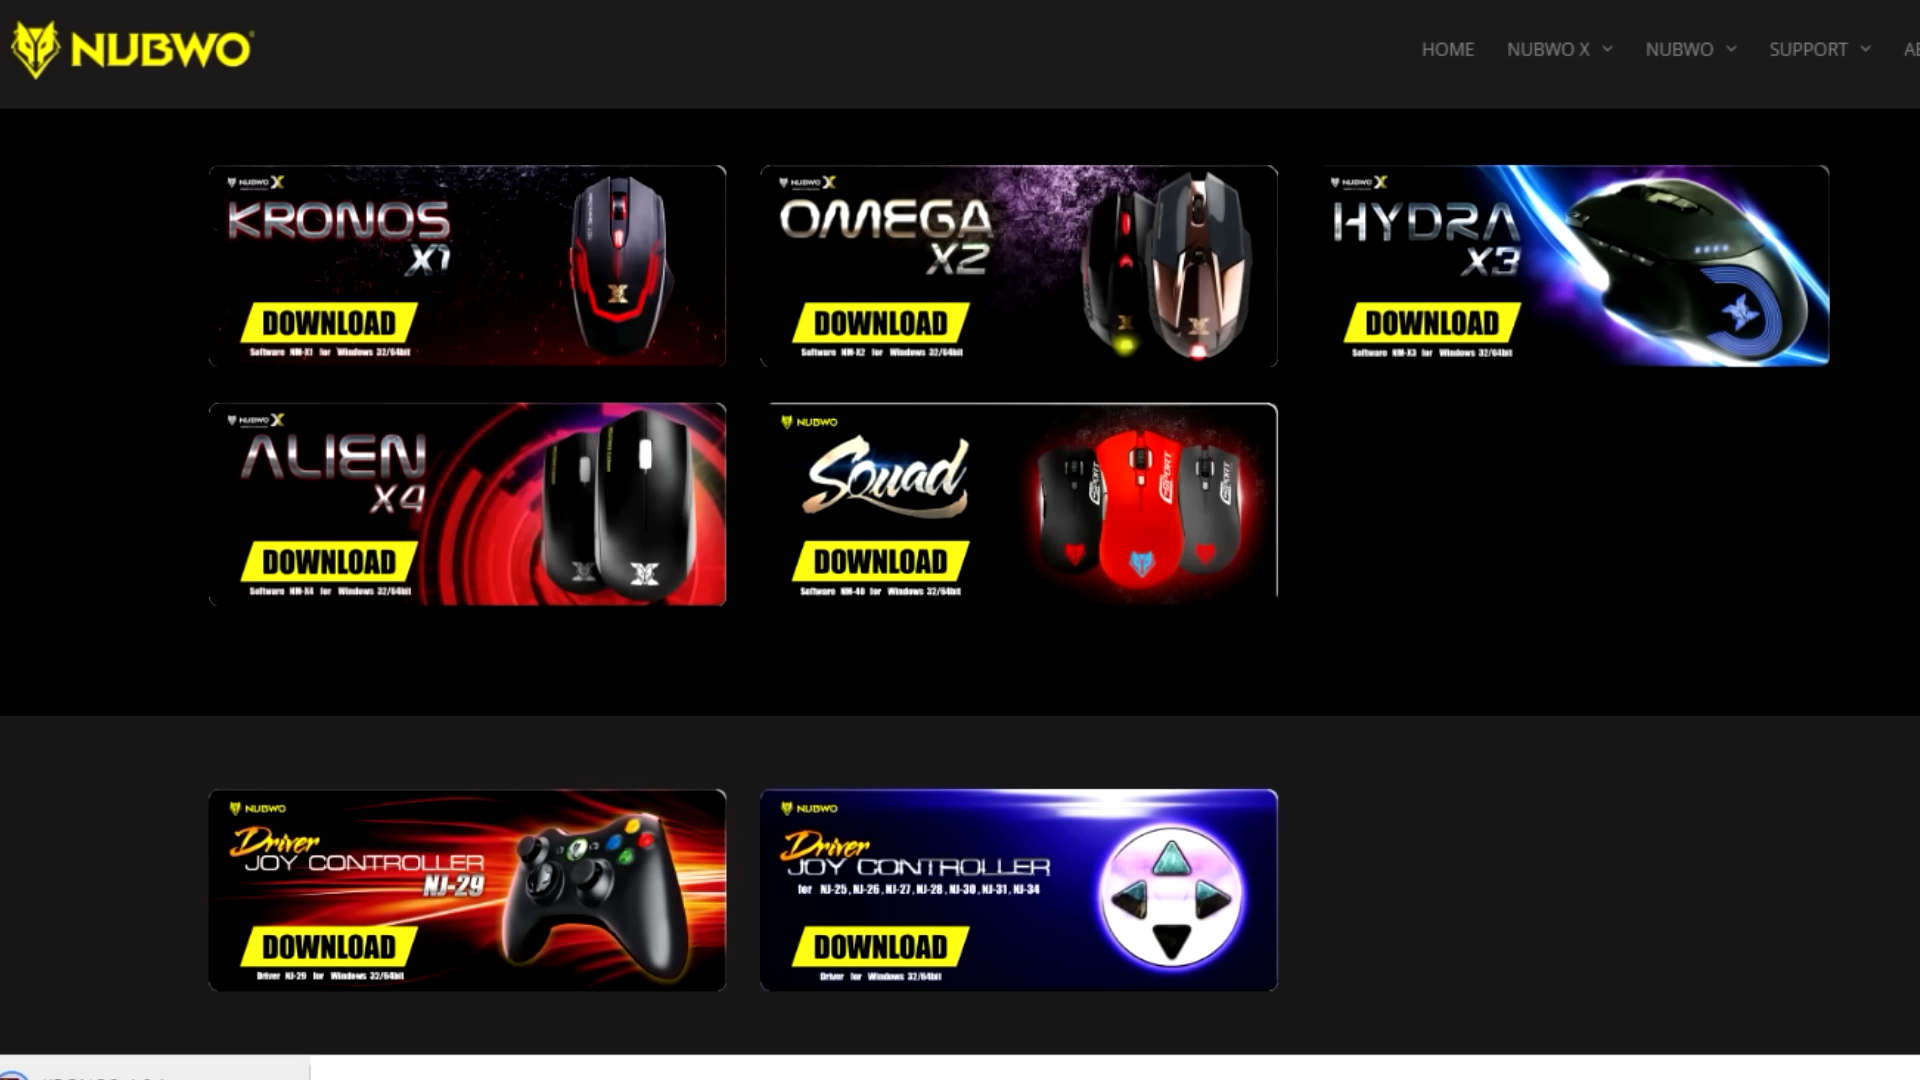 NUBWO
HOME
NUBWO X
NUBWO
SUPPORT
NUBWO X
KRONOS
X1
DOWNLOAD
Software NM-X1 for Windows 32/64bit
NUBWO X
OMEGA
X2
DOWNLOAD
Software NM-X2 for Windows 32/64bit
NUBWO X
HYDRA
X3
DOWNLOAD
Software NM-X3 for Windows 32/64bit
NUBWO X
ALIEN
X4
DOWNLOAD
Software NM-X4 for Windows 32/64bit
NUBWO
Squad
DOWNLOAD
Software NM-40 for Windows 32/64bit
NUBWO
Driver
JOY CONTROLLER
NJ-29
DOWNLOAD
Driver NJ-29 for Windows 32/64bit
NUBWO
Driver
JOY CONTROLLER
for NJ-25, NJ-26, NJ-27, NJ-28, NJ-30, NJ-31, NJ-34
DOWNLOAD
Driver for Windows 32/64bit